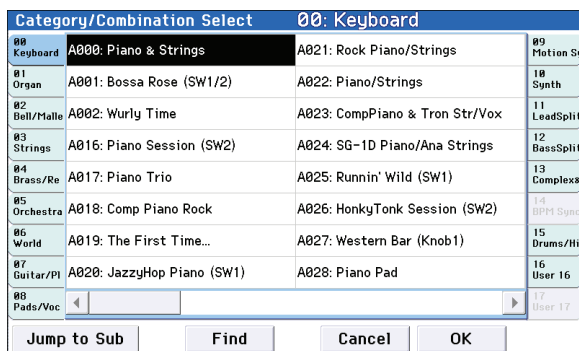 Category/Combination Select 00: Keyboard
00
Keyboard
A000: Piano & Strings
A021: Rock Piano/Strings
09
Motion Se
01
Organ
A001: Bossa Rose (SW1/2)
A022: Piano/Strings
10
Synth
02
Bell/Malle
A002: Wurly Time
A023: CompPiano & Tron Str/Vox
11
LeadSplit
03
Strings
A016: Piano Session (SW2)
A024: SG-1D Piano/Ana Strings
12
BassSplit
04
Brass/Re
A017: Piano Trio
A025: Runnin' Wild (SW1)
13
Complex&
05
Orchestra
A018: Comp Piano Rock
A026: HonkyTonk Session (SW2)
14
BPM Sync
06
World
A019: The First Time...
A027: Western Bar (Knob1)
15
Drums/Hi
07
Guitar/Pl
A020: JazzyHop Piano (SW1)
A028: Piano Pad
16
User 16
08
Pads/Voc
17
User 17
Jump to Sub Find Cancel OK